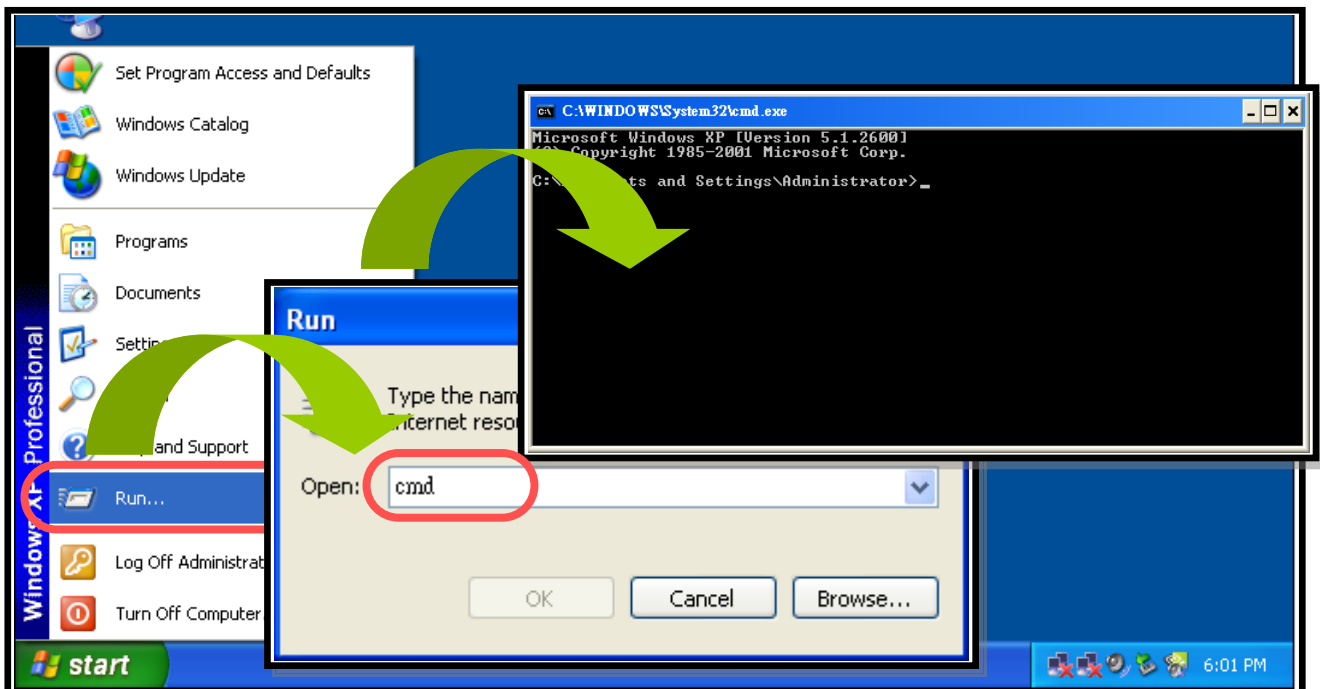 Set Program Access and Defaults
Windows Catalog
Windows Update
Programs
Documents
and Support
Run...
Log Off Administrat
Turn Off Computer
Windows XP Professional
start
Run
Type the nam
Internet resou
Open: cmd
OK Cancel Browse...
C:\WINDOWS\System32\cmd.exe
Microsoft Windows XP [Version 5.1.2600]
(C) Copyright 1985-2001 Microsoft Corp.
ts and Settings\Administrator>_
6:01 PM